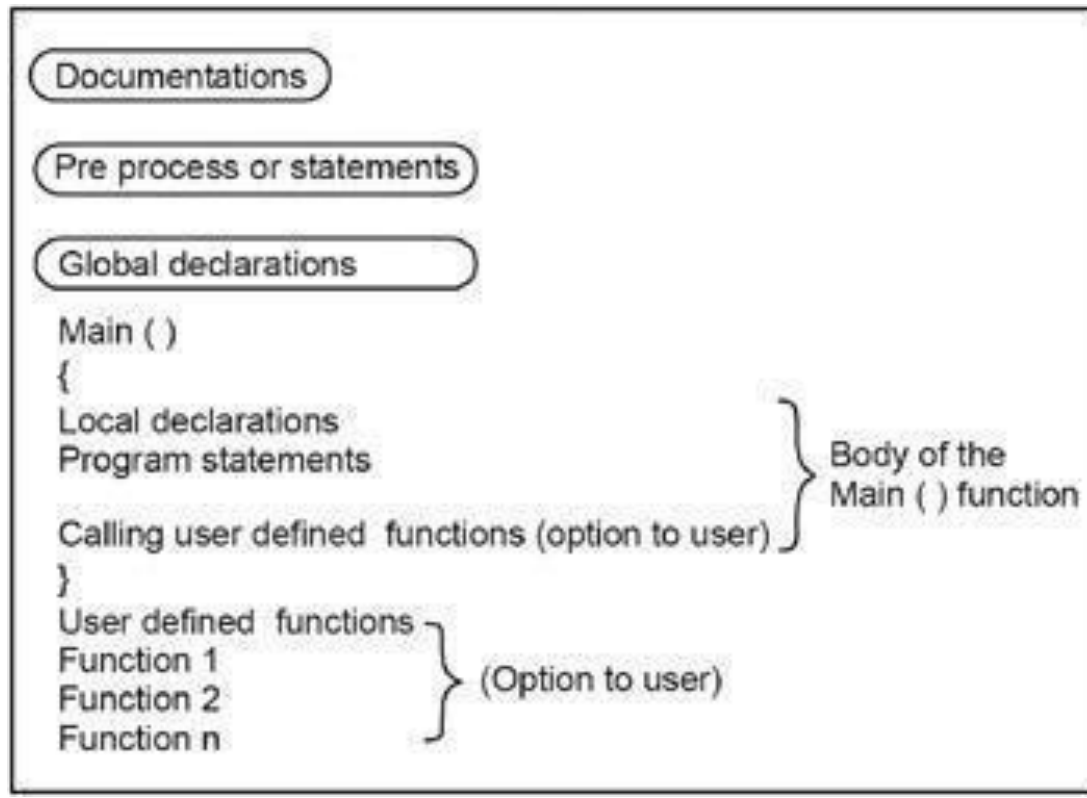 Documentations
Pre process or statements
Global declarations
Main ( )
{
Local declarations
Program statements
Body of the
Main ( ) function
Calling user defined functions (option to user)
}
User defined functions
Function 1
Function 2
Function n
(Option to user)